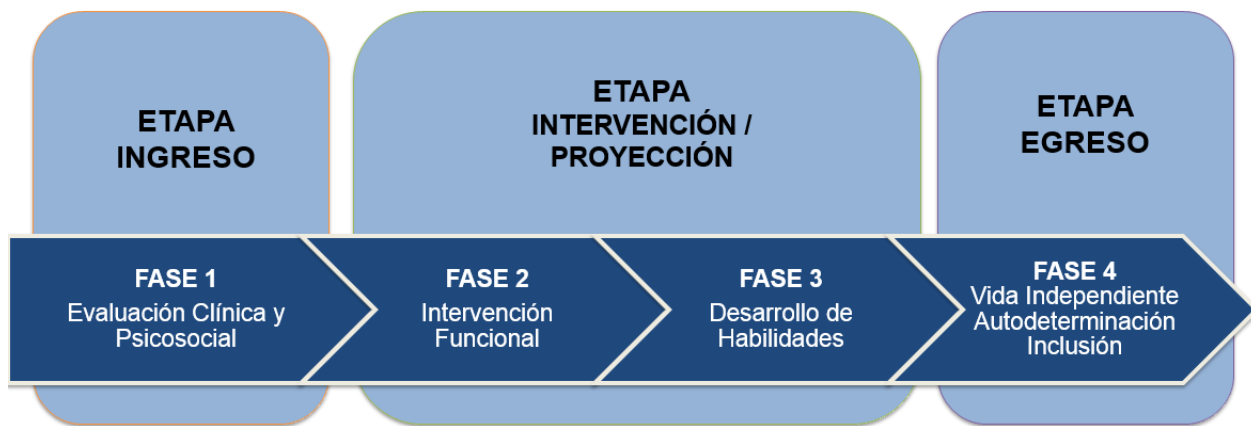 ETAPA
INGRESO
ETAPA
INTERVENCIÓN /
PROYECCIÓN
ETAPA
EGRESO
FASE 1
Evaluación Clínica y
Psicosocial
FASE 2
Intervención
Funcional
FASE 3
Desarrollo de
Habilidades
FASE 4
Vida Independiente
Autodeterminación
Inclusión